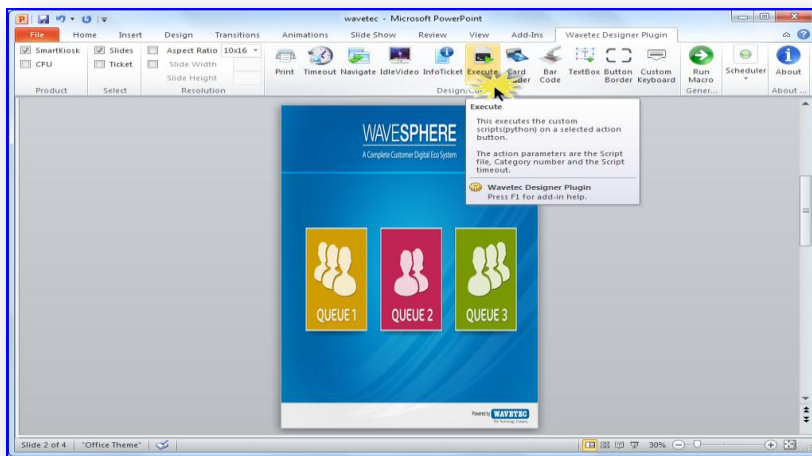 wavetec - Microsoft PowerPoint
File Home Insert Design Transitions Animations Slide Show Review View Add-Ins Wavetec Designer Plugin
SmartKiosk Slides Aspect Ratio 10x16
CFU Ticket Slide Width
Slide Height
Print Timeout Navigate IdleVideo InfoTicket Execute Card Bar Code TextBox Button Border Custom Keyboard Run Macro Scheduler About
Product Select Resolution Gener... About ...
Execute
This executes the custom
scripts(python) on a selected action
button.
The action parameters are the Script
file, Category number and the Script
timeout.
Wavetec Designer Plugin
Press F1 for add-in help.
WAVESPHERE
A Complete Customer Digital Eco System
QUEUE 1 QUEUE 2 QUEUE 3
Powered by WAVETEC
Slide 2 of 4 "Office Theme" 30%